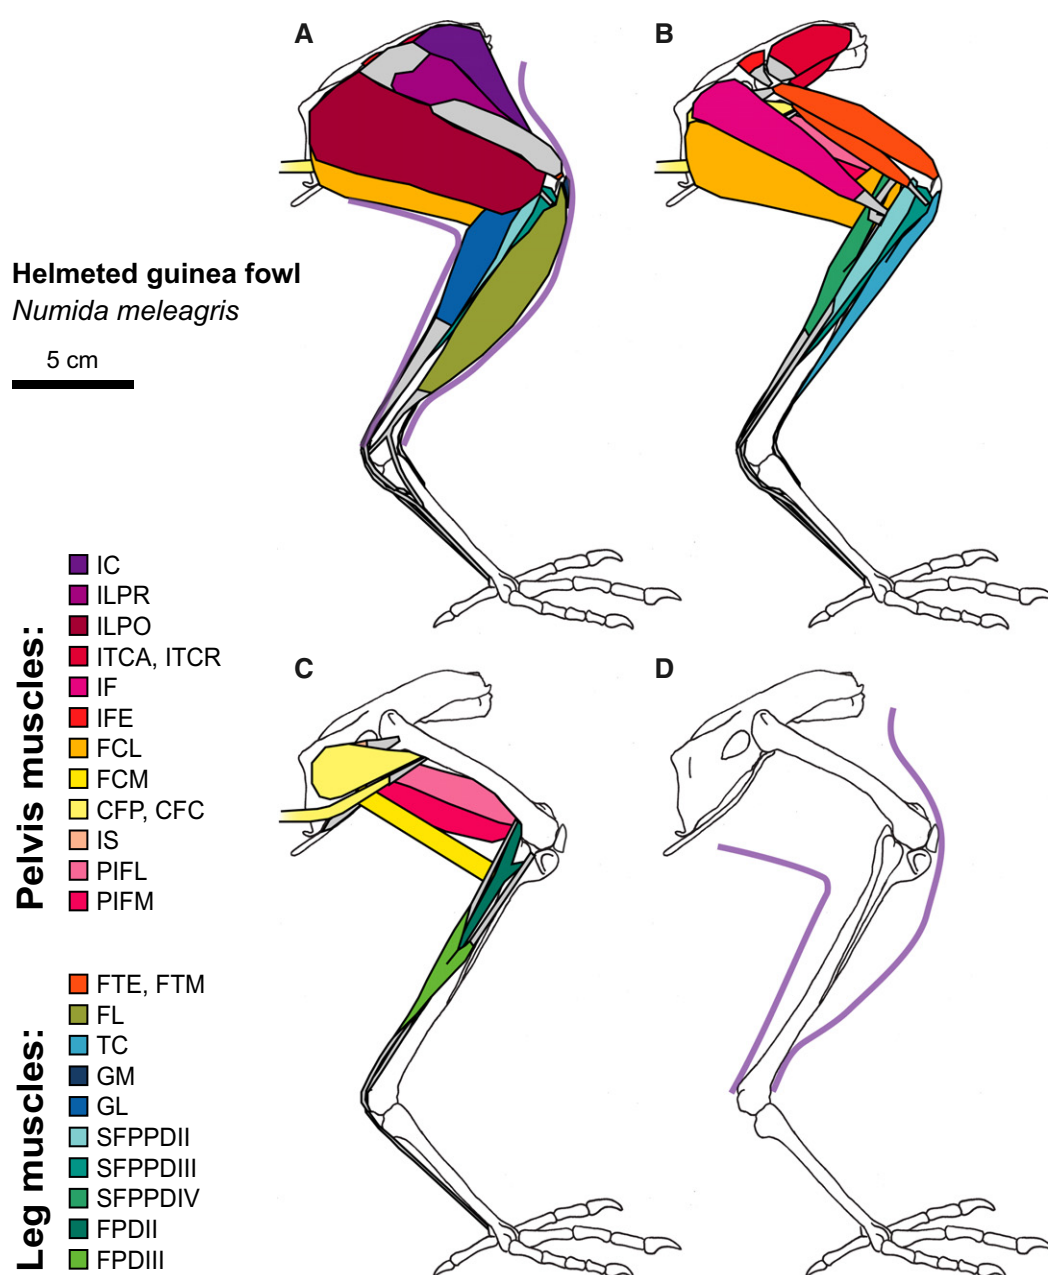 A
B
Helmeted guinea fowl
Numida meleagris
5 cm
Pelvis muscles:
IC
ILPR
ILPO
ITCA, ITCR
IF
IFE
FCL
FCM
CFP, CFC
IS
PIFL
PIFM
C
D
Leg muscles:
FTE, FTM
FL
TC
GM
GL
SFPPDII
SFPPDIII
SFPPDIV
FPDII
FPDIII